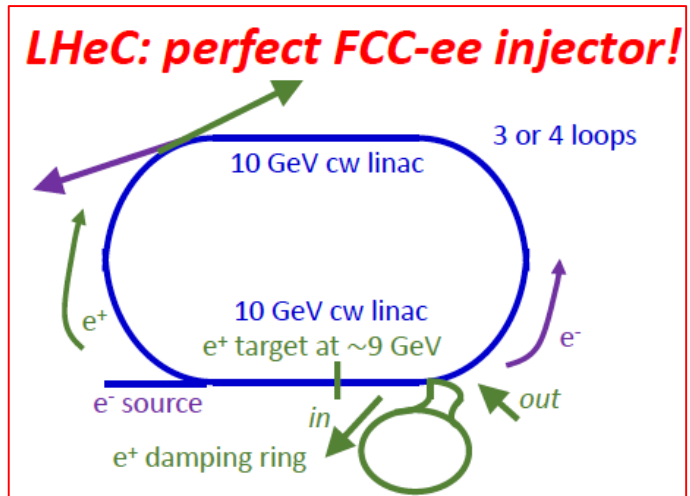 LHeC: perfect FCC-ee injector!
3 or 4 loops
10 GeV cw linac
10 GeV cw linac
e⁺ target at ~9 GeV
e⁺
e⁻
e⁻ source
in
out
e⁺ damping ring